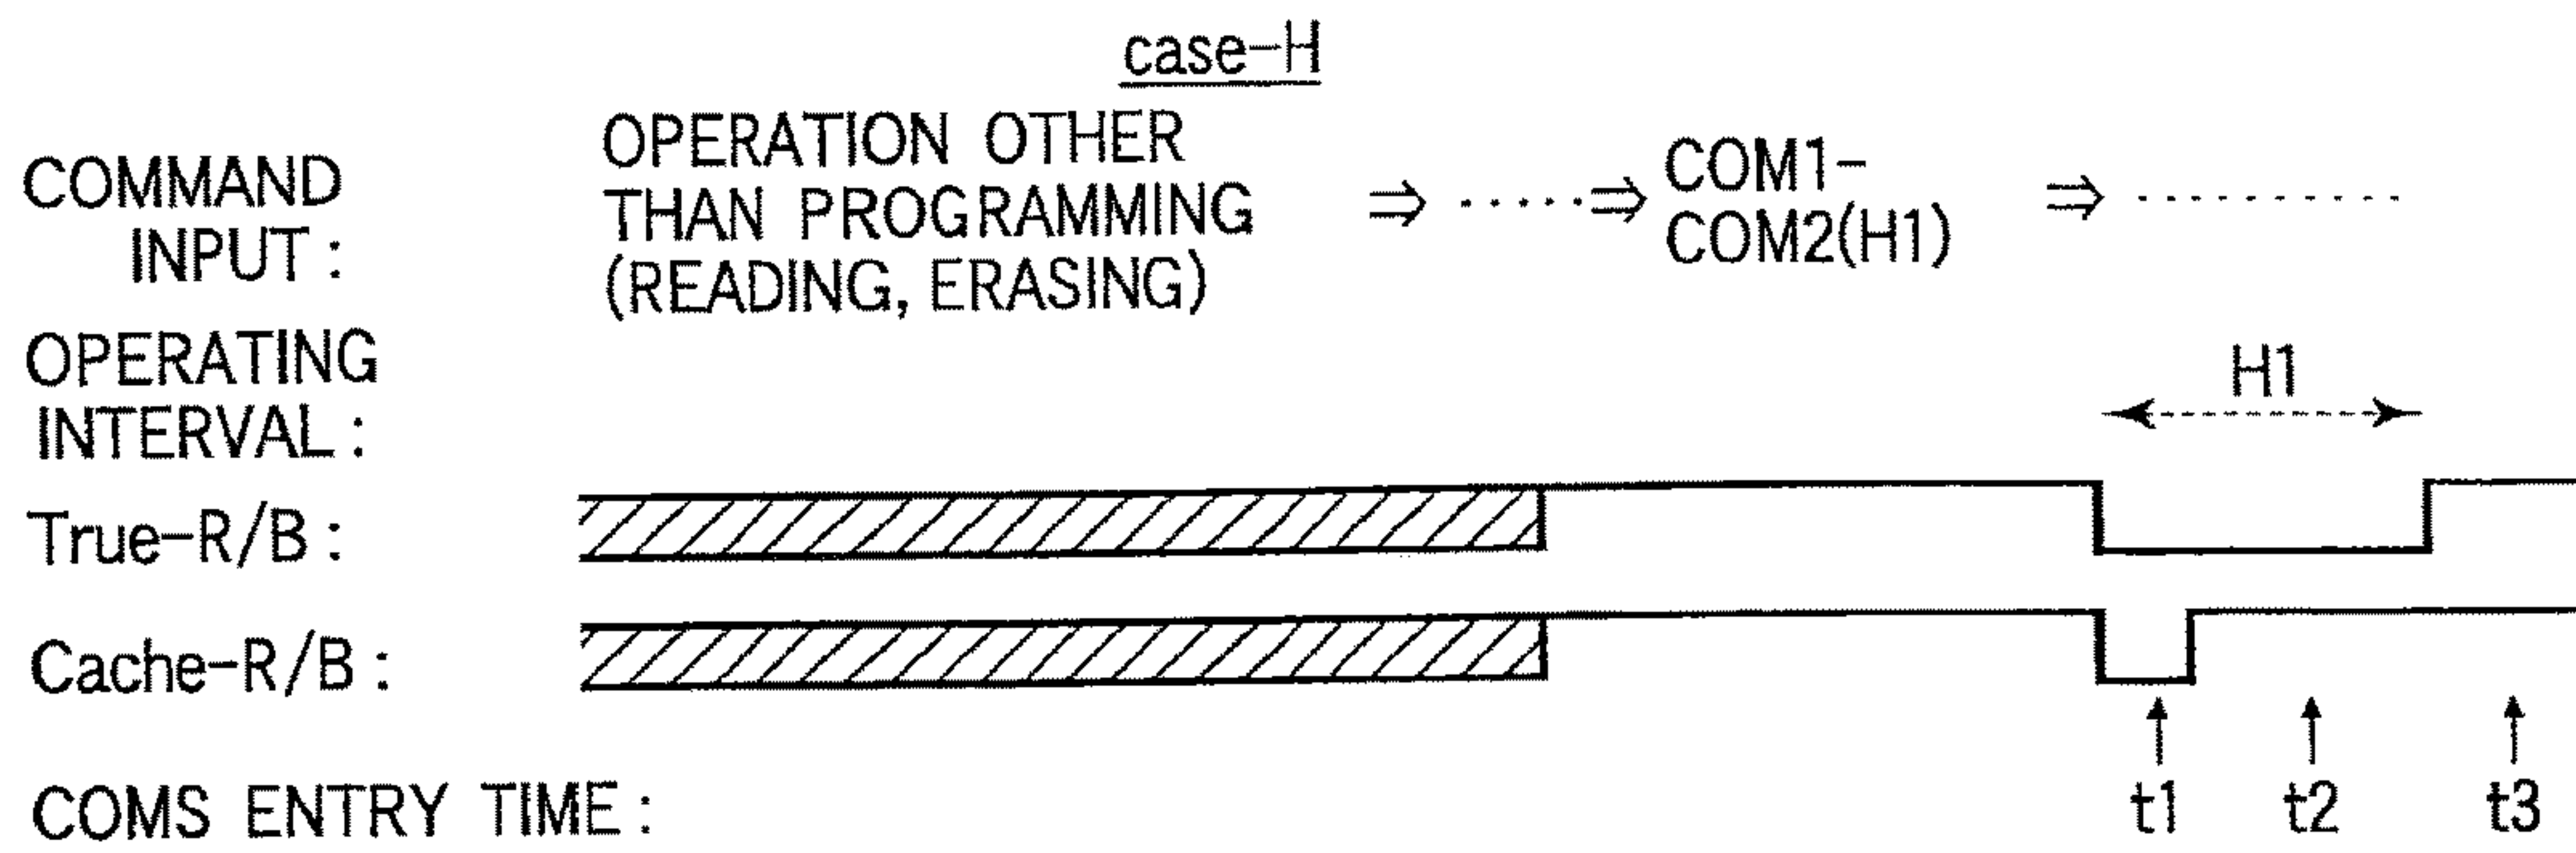 case-H
COMMAND INPUT :
OPERATION OTHER THAN PROGRAMMING (READING, ERASING)
⇒ ·····⇒ COM1-COM2(H1) ⇒ ········
OPERATING INTERVAL :
H1
True-R/B :
Cache-R/B :
COMS ENTRY TIME :
t1 t2 t3